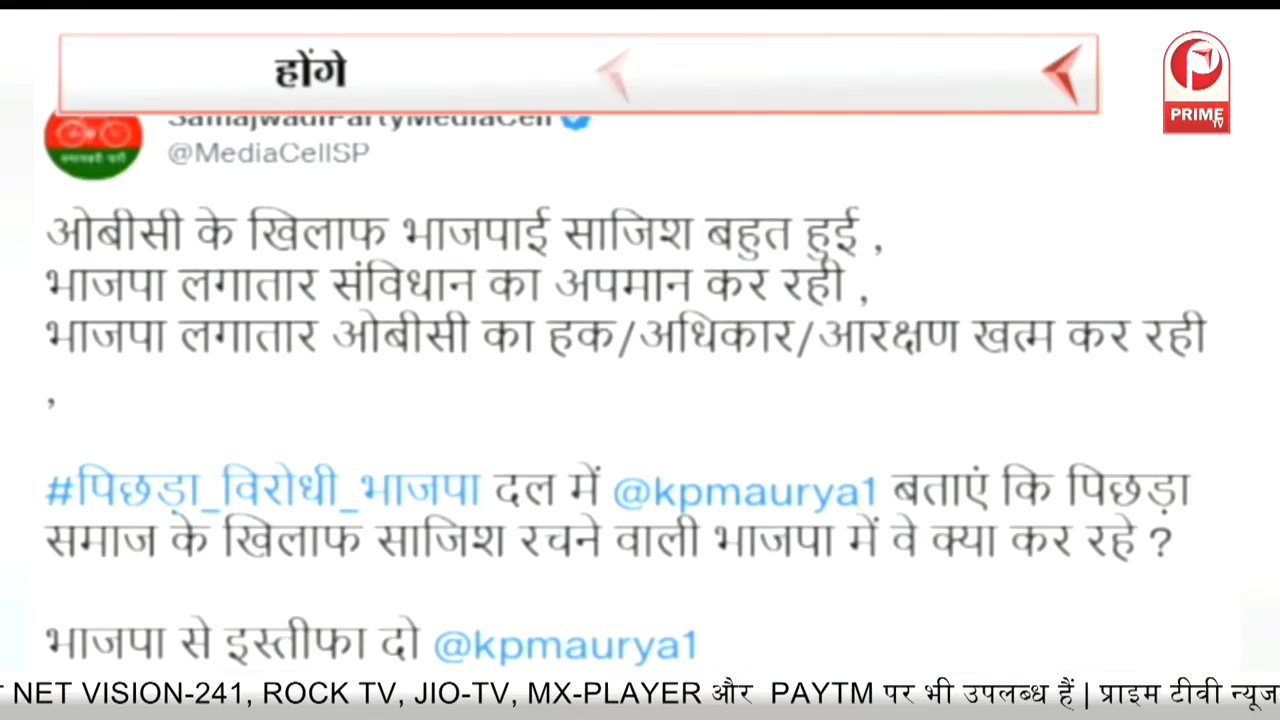 होंगे
PRIME
TV
SamajwadiPartyMediaCell
@MediaCellSP
ओबीसी के खिलाफ भाजपाई साजिश बहुत हुई ,
भाजपा लगातार संविधान का अपमान कर रही ,
भाजपा लगातार ओबीसी का हक/अधिकार/आरक्षण खत्म कर रही
,
#पिछड़ा_विरोधी_भाजपा दल में @kpmaurya1 बताएं कि पिछड़ा
समाज के खिलाफ साजिश रचने वाली भाजपा में वे क्या कर रहे ?
भाजपा से इस्तीफा दो @kpmaurya1
NET VISION-241, ROCK TV, JIO-TV, MX-PLAYER और PAYTM पर भी उपलब्ध हैं | प्राइम टीवी न्यूज